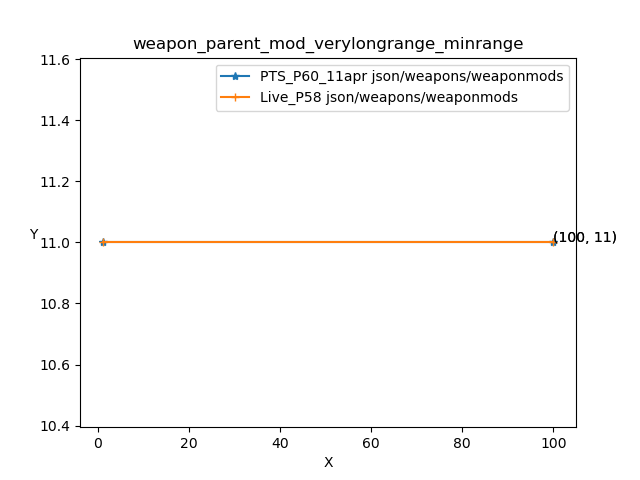 weapon_parent_mod_verylongrange_minrange
PTS_P60_11apr json/weapons/weaponmods
Live_P58 json/weapons/weaponmods
11.6
11.4
11.2
Y
11.0
(100, 11)
10.8
10.6
10.4
0
20
40
60
80
100
X